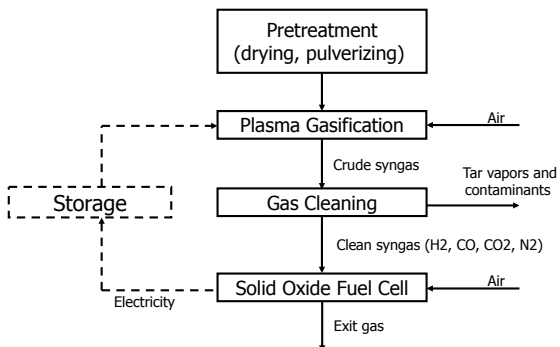 Pretreatment
(drying, pulverizing)
Plasma Gasification
Air
Crude syngas
Tar vapors and
contaminants
Storage
Gas Cleaning
Clean syngas (H2, CO, CO2, N2)
Solid Oxide Fuel Cell
Air
Electricity
Exit gas